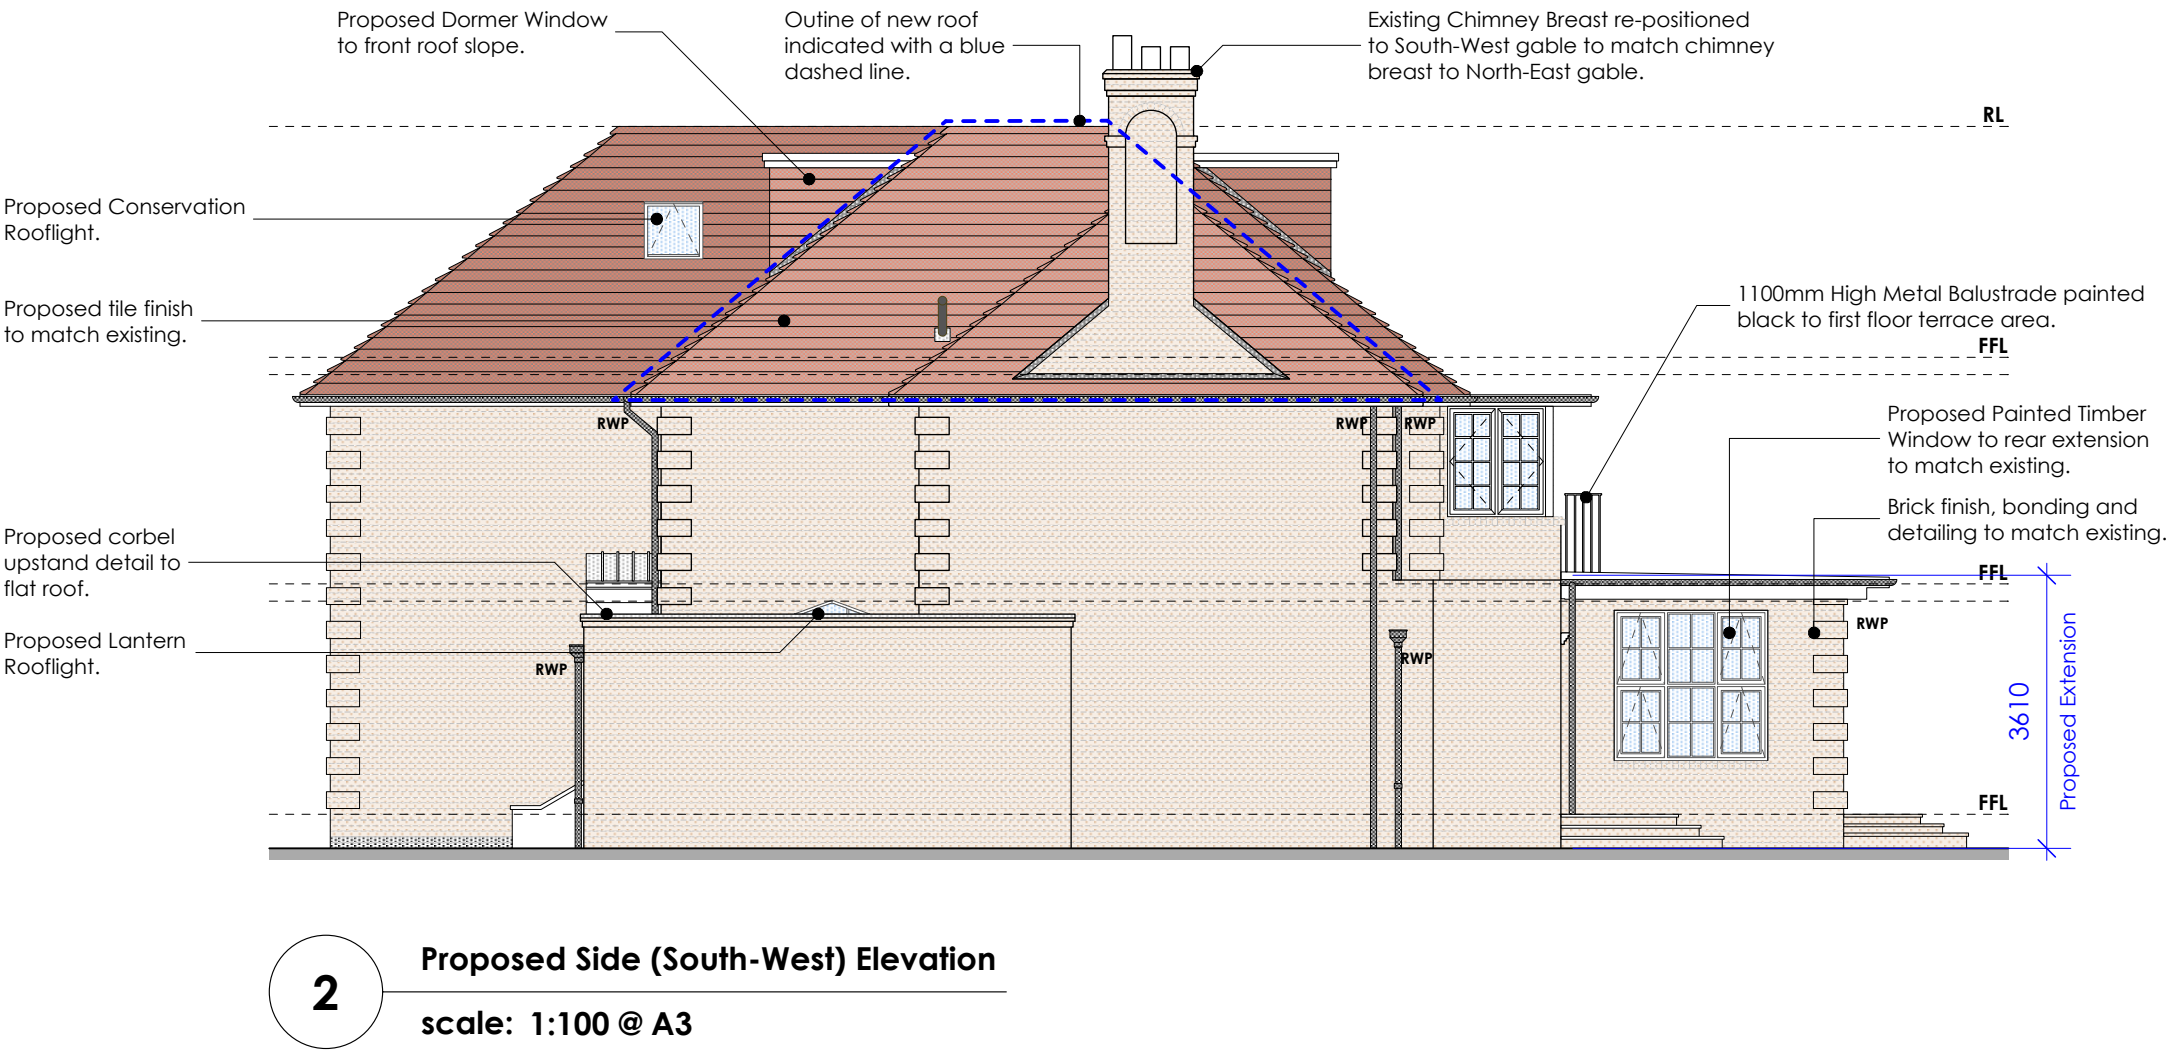 Proposed Dormer Window
to front roof slope.
Outine of new roof
indicated with a blue
dashed line.
Existing Chimney Breast re-positioned
to South-West gable to match chimney
breast to North-East gable.
RL
Proposed Conservation
Rooflight.
Proposed tile finish
to match existing.
1100mm High Metal Balustrade painted
black to first floor terrace area.
FFL
RWP
RWP
RWP
Proposed Painted Timber
Window to rear extension
to match existing.
Brick finish, bonding and
detailing to match existing.
Proposed corbel
upstand detail to
flat roof.
FFL
Proposed Lantern
Rooflight.
RWP
RWP
RWP
3610
Proposed Extension
FFL
2
Proposed Side (South-West) Elevation
scale: 1:100 @ A3